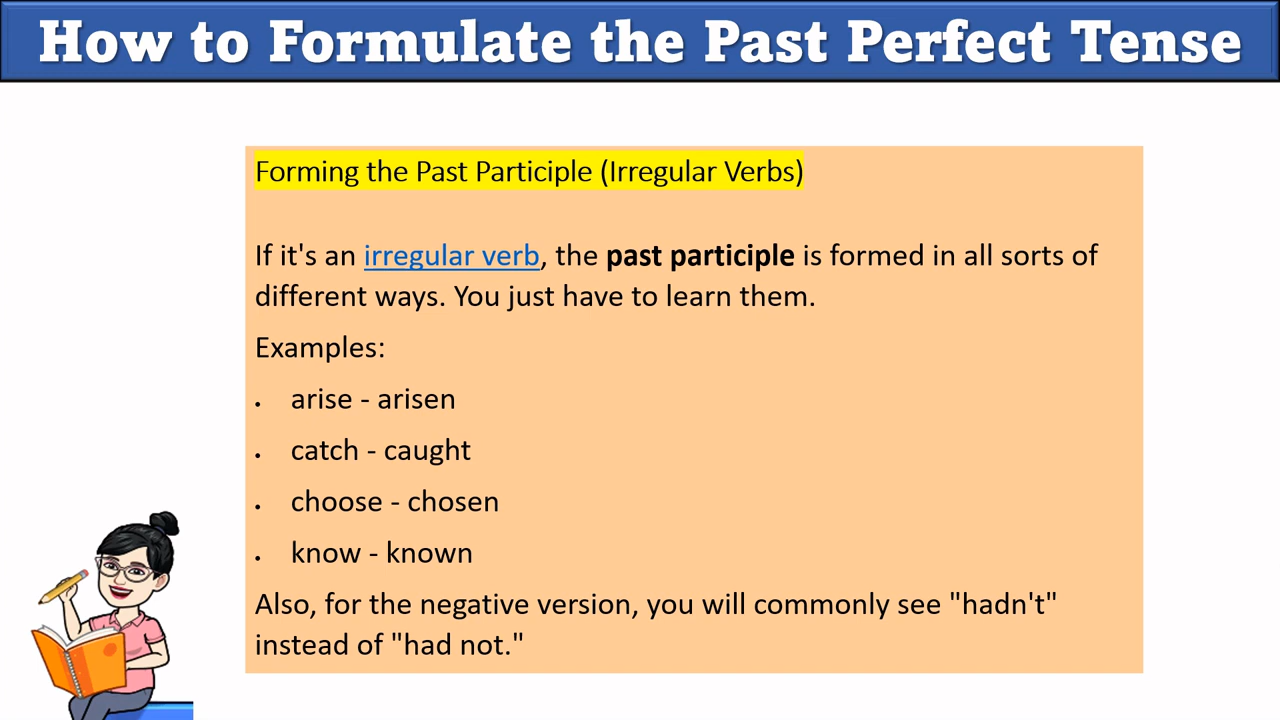 How to Formulate the Past Perfect Tense
Forming the Past Participle (Irregular Verbs)
If it's an irregular verb, the past participle is formed in all sorts of
different ways. You just have to learn them.
Examples:
• arise - arisen
• catch - caught
• choose - chosen
• know - known
Also, for the negative version, you will commonly see "hadn't"
instead of "had not."